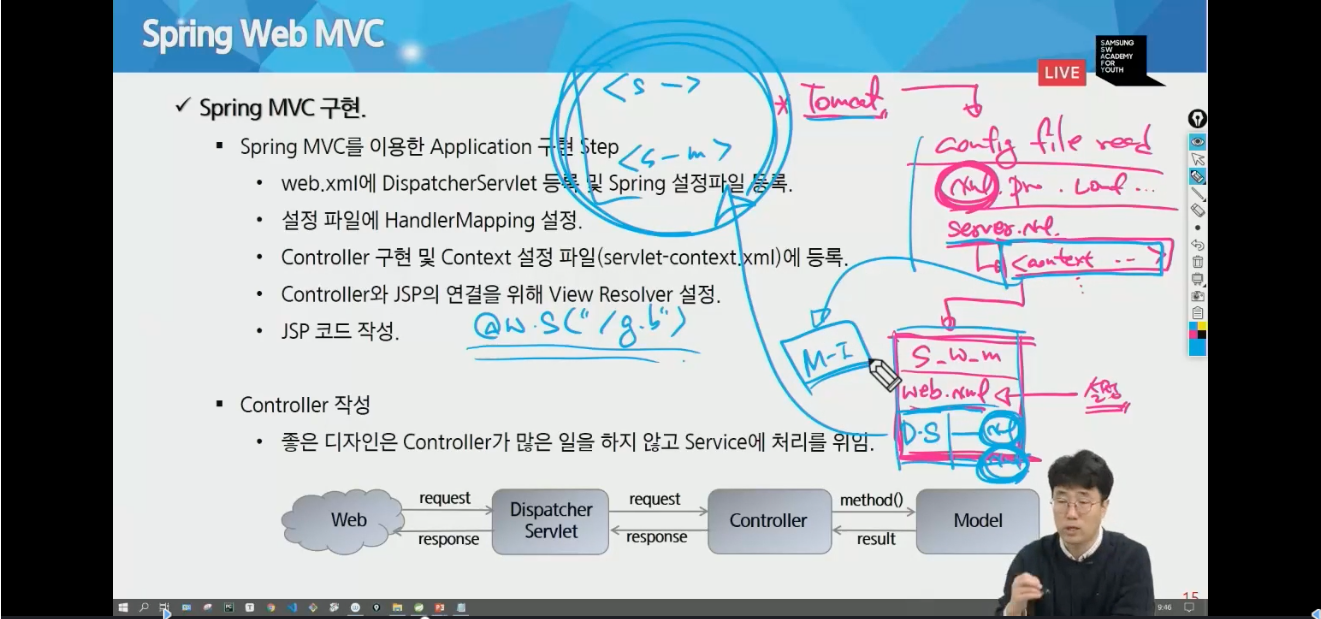 Spring Web MVC
SAMSUNG
SW
ACADEMY
FOR
YOUTH
LIVE
✓ Spring MVC 구현.
▪ Spring MVC를 이용한 Application 구현 Step
• web.xml에 DispatcherServlet 등록 및 Spring 설정파일 등록.
• 설정 파일에 HandlerMapping 설정.
• Controller 구현 및 Context 설정 파일(servlet-context.xml)에 등록.
• Controller와 JSP의 연결을 위해 View Resolver 설정.
• JSP 코드 작성.
▪ Controller 작성
• 좋은 디자인은 Controller가 많은 일을 하지 않고 Service에 처리를 위임.
<s - >
<s-m>
* Tomcat
config file read
xml. pro. Load ...
server.xml.
<context -- >
@W.S("/g.b")
M-I
S_W_m
web.xml
설정
D.S
xml
Web
request
response
Dispatcher
Servlet
request
response
Controller
method()
result
Model
15
9:46